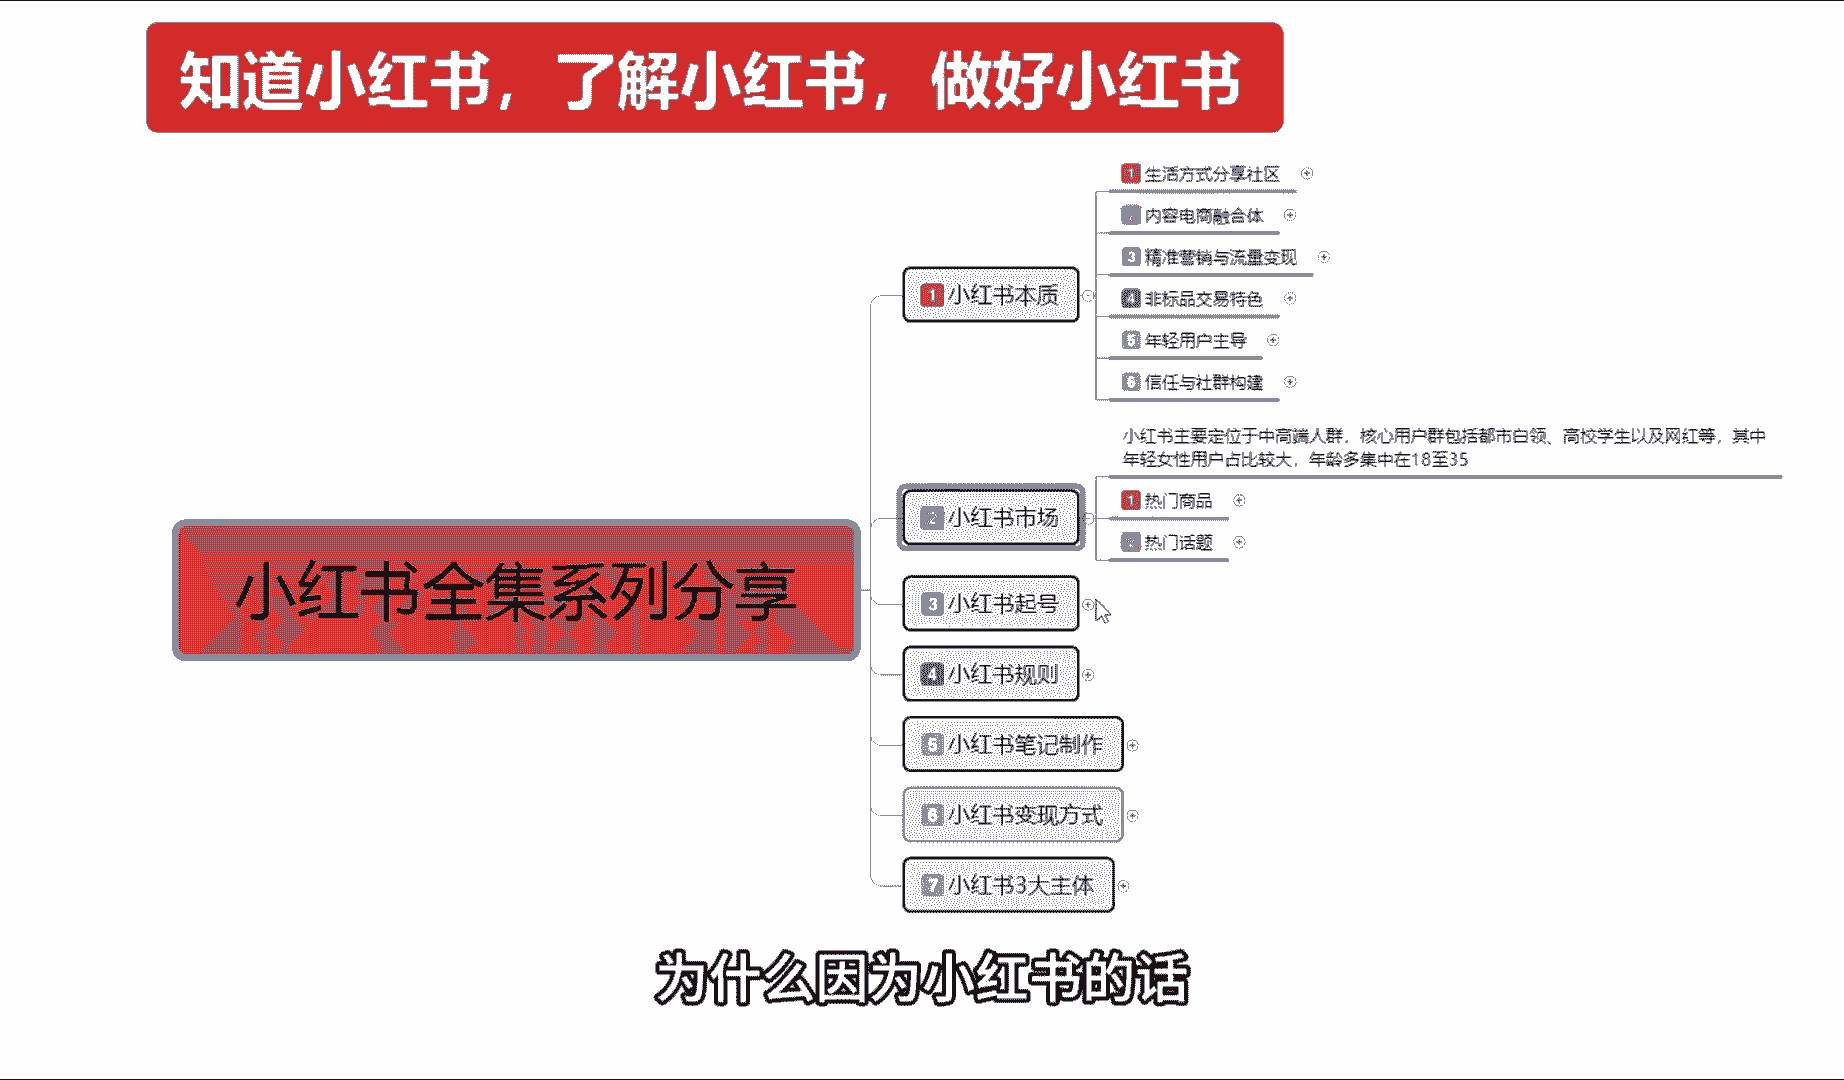 知道小红书，了解小红书，做好小红书
小红书全集系列分享
1 小红书本质
1 生活方式分享社区
2 内容电商融合体
3 精准营销与流量变现
4 非标品交易特色
5 年轻用户主导
6 信任与社群构建
2 小红书市场
小红书主要定位于中高端人群，核心用户群包括都市白领、高校学生以及网红等，其中
年轻女性用户占比较大，年龄多集中在18至35
1 热门商品
2 热门话题
3 小红书起号
4 小红书规则
5 小红书笔记制作
6 小红书变现方式
7 小红书3大主体
为什么因为小红书的话